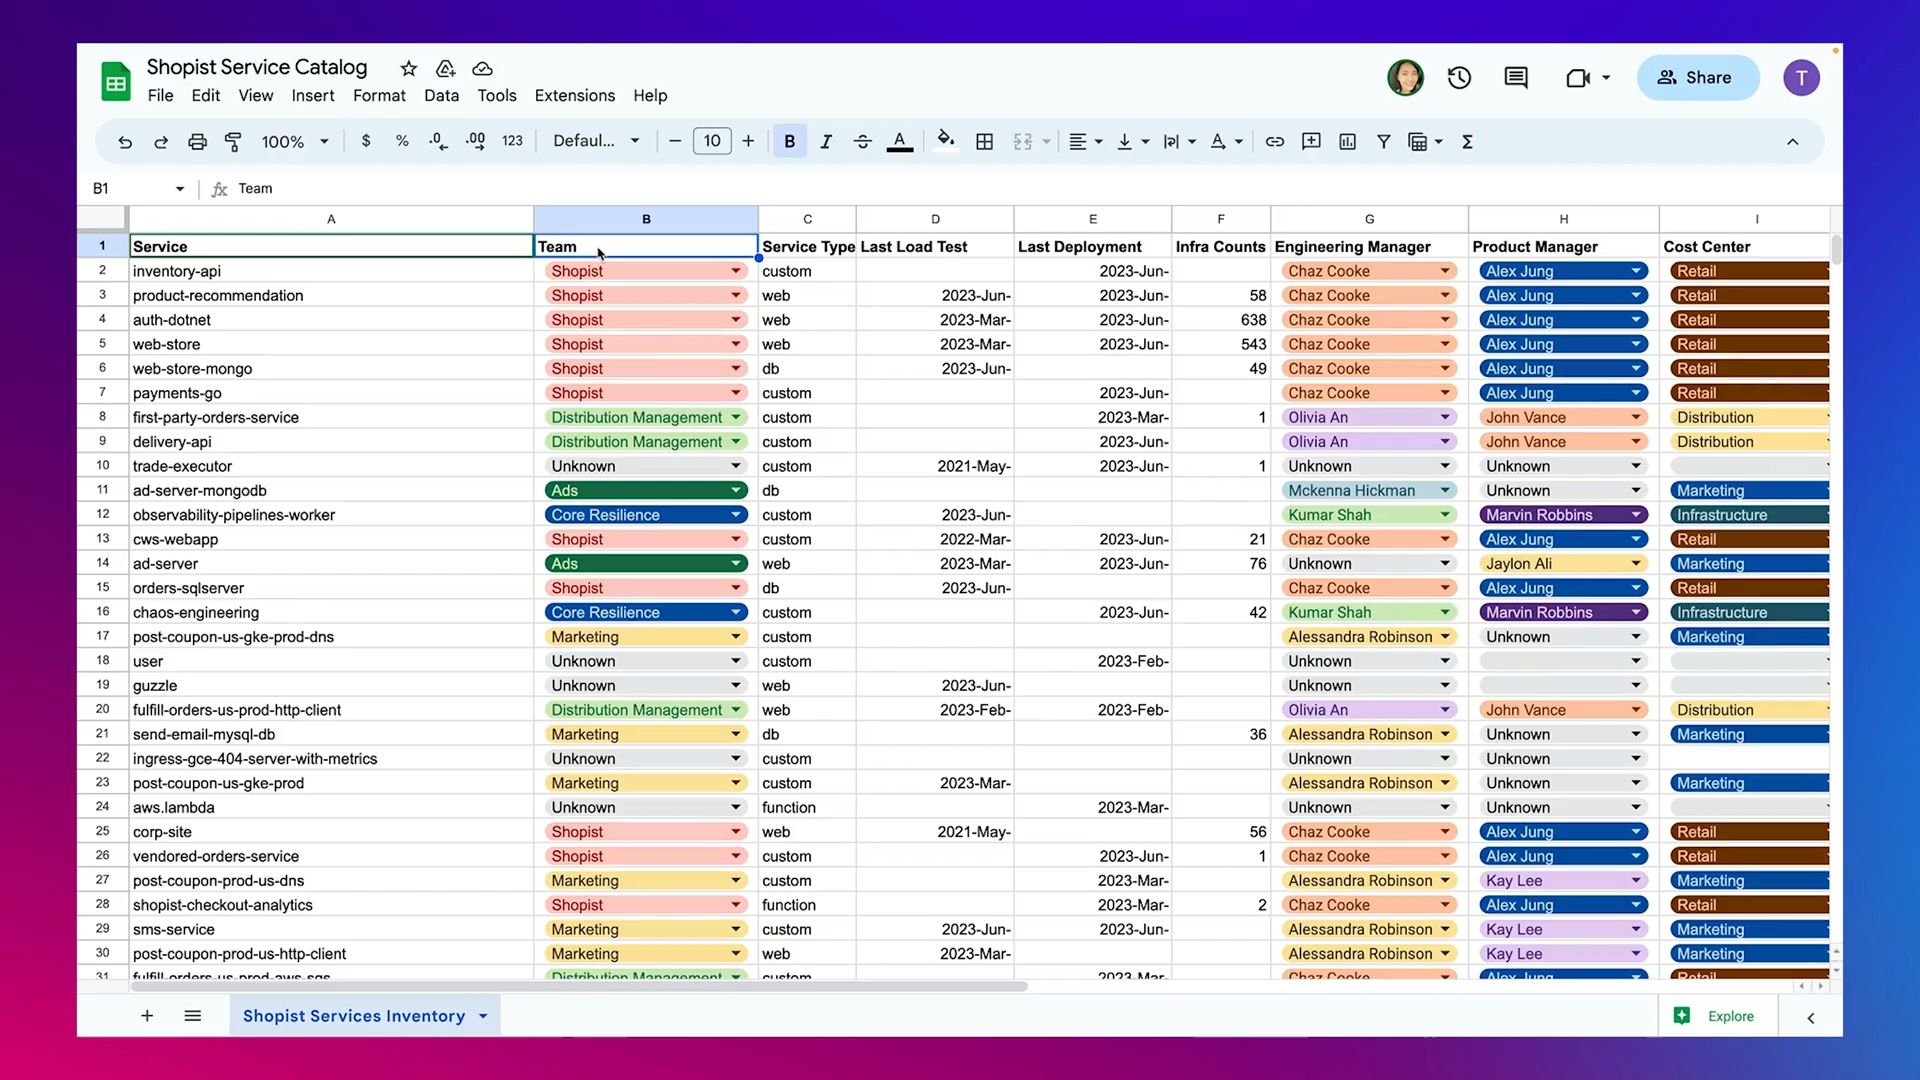 Shopist Service Catalog
File Edit View Insert Format Data Tools Extensions Help
Share
T
100% $ % .0 .00 123 Defaul... 10 B I A
B1 fx Team
A B C D E F G H I
1 Service Team Service Type Last Load Test Last Deployment Infra Counts Engineering Manager Product Manager Cost Center
2 inventory-api Shopist custom 2023-Jun- Chaz Cooke Alex Jung Retail
3 product-recommendation Shopist web 2023-Jun- 2023-Jun- 58 Chaz Cooke Alex Jung Retail
4 auth-dotnet Shopist web 2023-Mar- 2023-Jun- 638 Chaz Cooke Alex Jung Retail
5 web-store Shopist web 2023-Mar- 2023-Jun- 543 Chaz Cooke Alex Jung Retail
6 web-store-mongo Shopist db 2023-Jun- 49 Chaz Cooke Alex Jung Retail
7 payments-go Shopist custom 2023-Jun- Chaz Cooke Alex Jung Retail
8 first-party-orders-service Distribution Management custom 2023-Mar- 1 Olivia An John Vance Distribution
9 delivery-api Distribution Management custom 2023-Jun- Olivia An John Vance Distribution
10 trade-executor Unknown custom 2021-May- 2023-Jun- 1 Unknown Unknown
11 ad-server-mongodb Ads db Mckenna Hickman Unknown Marketing
12 observability-pipelines-worker Core Resilience custom 2023-Jun- Kumar Shah Marvin Robbins Infrastructure
13 cws-webapp Shopist custom 2022-Mar- 2023-Jun- 21 Chaz Cooke Alex Jung Retail
14 ad-server Ads web 2023-Mar- 2023-Jun- 76 Unknown Jaylon Ali Marketing
15 orders-sqlserver Shopist db 2023-Jun- Chaz Cooke Alex Jung Retail
16 chaos-engineering Core Resilience custom 2023-Jun- 42 Kumar Shah Marvin Robbins Infrastructure
17 post-coupon-us-gke-prod-dns Marketing custom Alessandra Robinson Unknown Marketing
18 user Unknown custom 2023-Feb- Unknown
19 guzzle Unknown web 2023-Jun- Unknown
20 fulfill-orders-us-prod-http-client Distribution Management web 2023-Feb- 2023-Feb- Olivia An John Vance Distribution
21 send-email-mysql-db Marketing db 36 Alessandra Robinson Unknown Marketing
22 ingress-gce-404-server-with-metrics Unknown custom Unknown Unknown
23 post-coupon-us-gke-prod Marketing custom 2023-Mar- Alessandra Robinson Unknown Marketing
24 aws.lambda Unknown function 2023-Mar- Unknown Unknown
25 corp-site Shopist web 2021-May- 56 Chaz Cooke Alex Jung Retail
26 vendored-orders-service Shopist custom 2023-Jun- 1 Chaz Cooke Alex Jung Retail
27 post-coupon-prod-us-dns Marketing custom 2023-Mar- Alessandra Robinson Kay Lee Marketing
28 shopist-checkout-analytics Shopist function 2023-Mar- 2 Chaz Cooke Alex Jung Retail
29 sms-service Marketing custom 2023-Jun- 2023-Jun- Alessandra Robinson Kay Lee Marketing
30 post-coupon-prod-us-http-client Marketing web 2023-Mar- Alessandra Robinson Kay Lee Marketing
31 fulfill-orders-us-prod-aws-sqs Distribution Management custom 2023-Mar- Chaz Cooke Alex Jung Retail
Shopist Services Inventory Explore